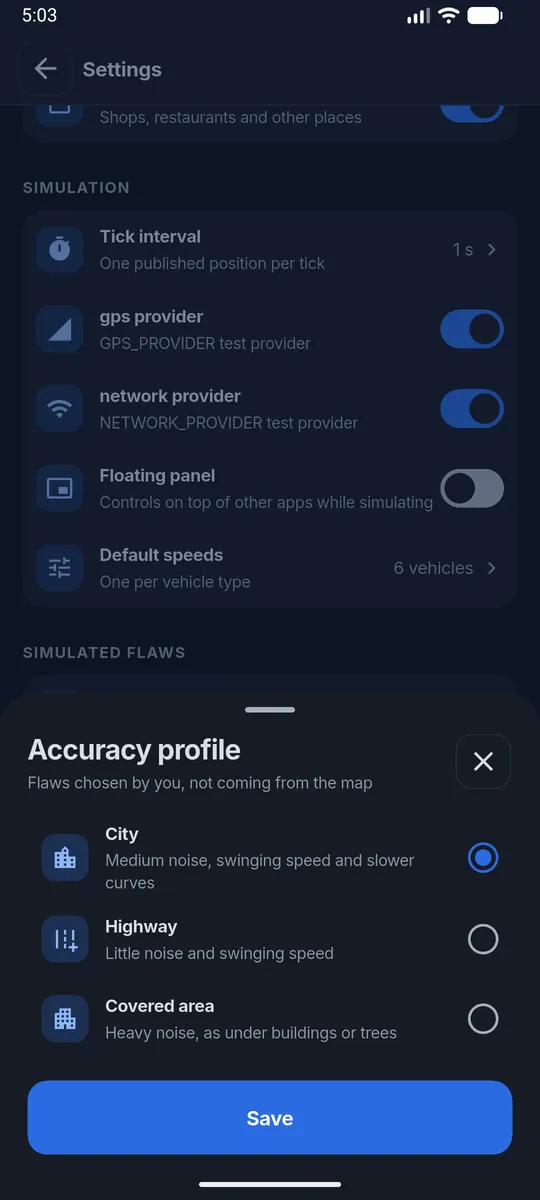 5:03
Settings
Shops, restaurants and other places
SIMULATION
Tick interval
1 s
One published position per tick
gps provider
GPS_PROVIDER test provider
network provider
NETWORK_PROVIDER test provider
Floating panel
Controls on top of other apps while simulating
Default speeds
6 vehicles
One per vehicle type
SIMULATED FLAWS
Accuracy profile
Flaws chosen by you, not coming from the map
City
Medium noise, swinging speed and slower
curves
Highway
Little noise and swinging speed
Covered area
Heavy noise, as under buildings or trees
Save